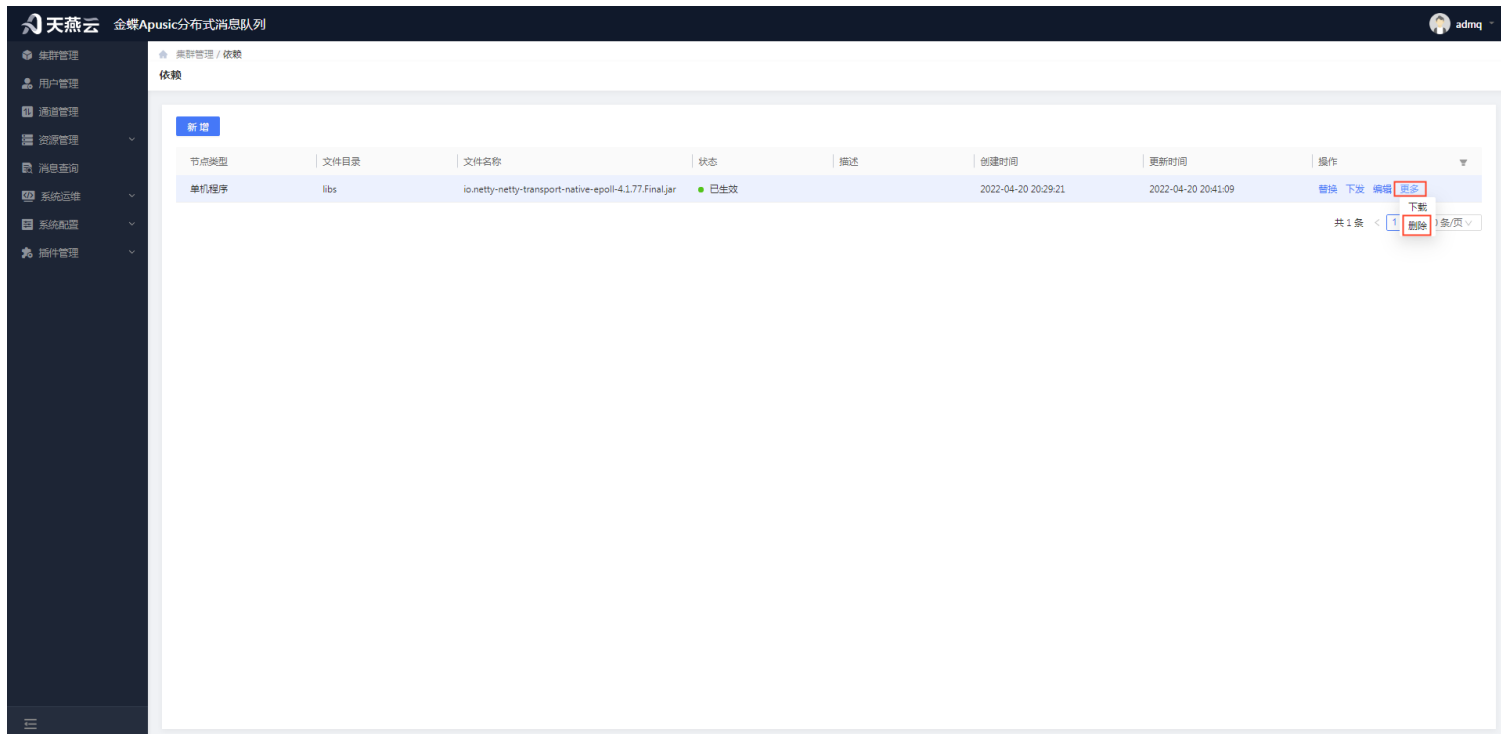 天燕云 金蝶Apusic分布式消息队列 admq
集群管理
用户管理
通道管理
资源管理
消息查询
系统运维
系统配置
插件管理
集群管理 / 依赖
依赖
新增
节点类型 文件目录 文件名称 状态 描述 创建时间 更新时间 操作
单机程序 libs io.netty-netty-transport-native-epoll-4.1.77.Final.jar 已生效 2022-04-20 20:29:21 2022-04-20 20:41:09 替换 下发 编辑 更多
下载
删除
共 1 条 < 1 条/页